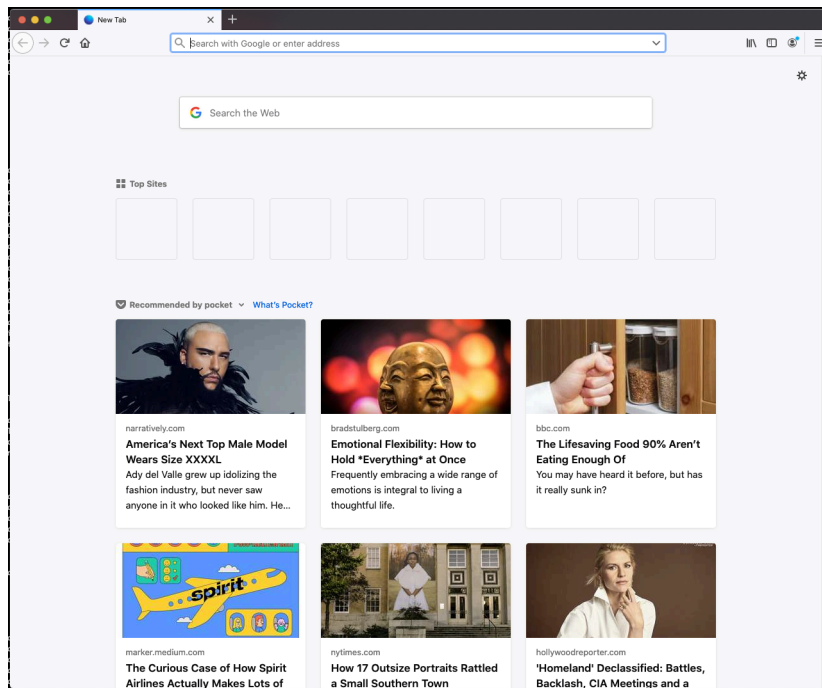 New Tab
Search with Google or enter address
Search the Web
Top Sites
Recommended by pocket What's Pocket?
narratively.com
America's Next Top Male Model
Wears Size XXXXL
Ady del Valle grew up idolizing the
fashion industry, but never saw
anyone in it who looked like him. He...
bradstulberg.com
Emotional Flexibility: How to
Hold *Everything* at Once
Frequently embracing a wide range of
emotions is integral to living a
thoughtful life.
bbc.com
The Lifesaving Food 90% Aren't
Eating Enough Of
You may have heard it before, but has
it really sunk in?
spirit
marker.medium.com
The Curious Case of How Spirit
Airlines Actually Makes Lots of
nytimes.com
How 17 Outsize Portraits Rattled
a Small Southern Town
hollywoodreporter.com
'Homeland' Declassified: Battles,
Backlash, CIA Meetings and a